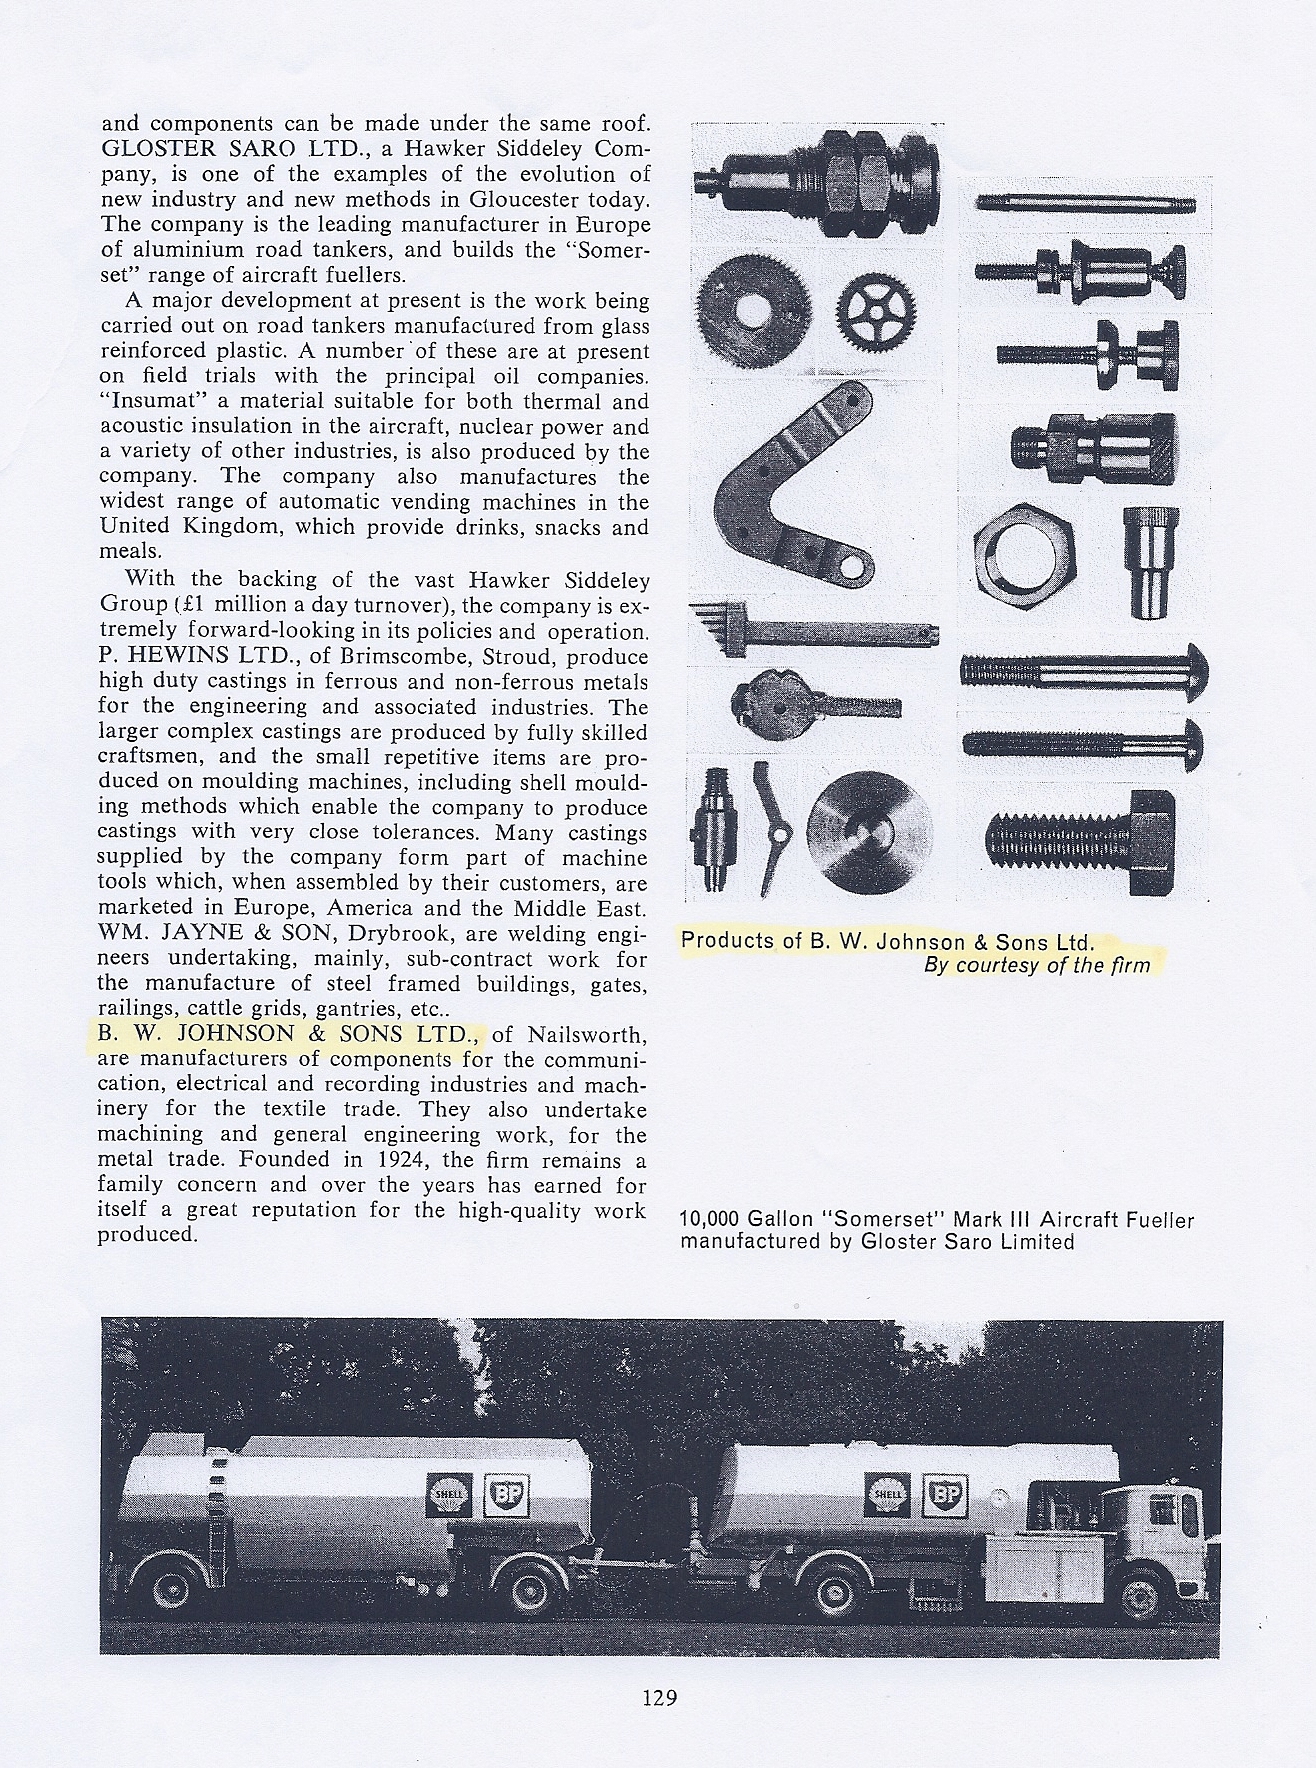 and components can be made under the same roof.
GLOSTER SARO LTD., a Hawker Siddeley Com-
pany, is one of the examples of the evolution of
new industry and new methods in Gloucester today.
The company is the leading manufacturer in Europe
of aluminium road tankers, and builds the “Somer-
set” range of aircraft fuellers.
A major development at present is the work being
carried out on road tankers manufactured from glass
reinforced plastic. A number of these are at present
on field trials with the principal oil companies.
“Insumat” a material suitable for both thermal and
acoustic insulation in the aircraft, nuclear power and
a variety of other industries, is also produced by the
company. The company also manufactures the
widest range of automatic vending machines in the
United Kingdom, which provide drinks, snacks and
meals.
With the backing of the vast Hawker Siddeley
Group (£1 million a day turnover), the company is ex-
tremely forward-looking in its policies and operation.
P. HEWINS LTD., of Brimscombe, Stroud, produce
high duty castings in ferrous and non-ferrous metals
for the engineering and associated industries. The
larger complex castings are produced by fully skilled
craftsmen, and the small repetitive items are pro-
duced on moulding machines, including shell mould-
ing methods which enable the company to produce
castings with very close tolerances. Many castings
supplied by the company form part of machine
tools which, when assembled by their customers, are
marketed in Europe, America and the Middle East.
WM. JAYNE & SON, Drybrook, are welding engi-
neers undertaking, mainly, sub-contract work for
the manufacture of steel framed buildings, gates,
railings, cattle grids, gantries, etc..
B. W. JOHNSON & SONS LTD., of Nailsworth,
are manufacturers of components for the communi-
cation, electrical and recording industries and mach-
inery for the textile trade. They also undertake
machining and general engineering work, for the
metal trade. Founded in 1924, the firm remains a
family concern and over the years has earned for
itself a great reputation for the high-quality work
produced.
Products of B. W. Johnson & Sons Ltd.
By courtesy of the firm
10,000 Gallon “Somerset” Mark III Aircraft Fueller
manufactured by Gloster Saro Limited
SHELL
BP
SHELL
BP
129